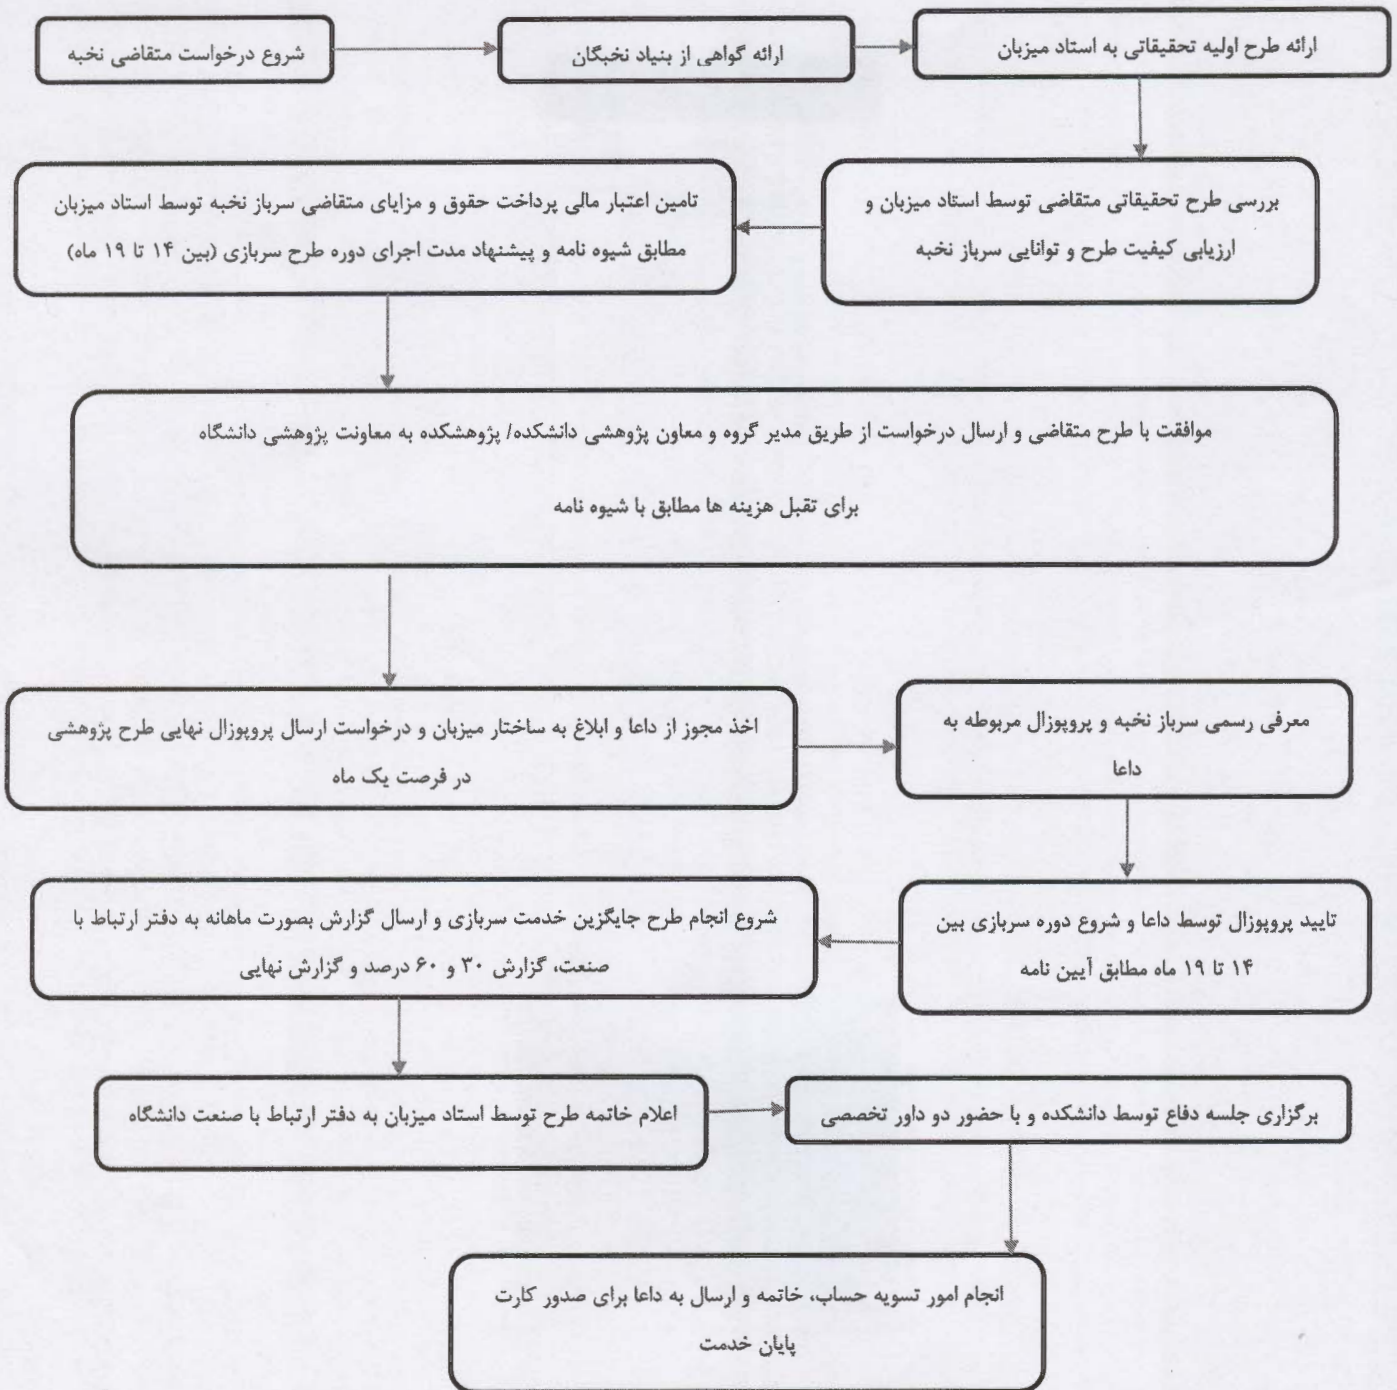 شروع درخواست متقاضی نخبه
ارائه گواهی از بنیاد نخبگان
ارائه طرح اولیه تحقیقاتی به استاد میزبان
بررسی طرح تحقیقاتی متقاضی توسط استاد میزبان و
ارزیابی کیفیت طرح و توانایی سرباز نخبه
تامین اعتبار مالی پرداخت حقوق و مزایای متقاضی سرباز نخبه توسط استاد میزبان
مطابق شیوه نامه و پیشنهاد مدت اجرای دوره طرح سربازی (بین ۱۴ تا ۱۹ ماه)
موافقت با طرح متقاضی و ارسال درخواست از طریق مدیر گروه و معاون پژوهشی دانشکده/ پژوهشکده به معاونت پژوهشی دانشگاه
برای تقبل هزینه ها مطابق با شیوه نامه
اخذ مجوز از داعا و ابلاغ به ساختار میزبان و درخواست ارسال پروپوزال نهایی طرح پژوهشی
در فرصت یک ماه
معرفی رسمی سرباز نخبه و پروپوزال مربوطه به
داعا
تایید پروپوزال توسط داعا و شروع دوره سربازی بین
۱۴ تا ۱۹ ماه مطابق آیین نامه
شروع انجام طرح جایگزین خدمت سربازی و ارسال گزارش بصورت ماهانه به دفتر ارتباط با
صنعت، گزارش ۳۰ و ۶۰ درصد و گزارش نهایی
اعلام خاتمه طرح توسط استاد میزبان به دفتر ارتباط با صنعت دانشگاه
برگزاری جلسه دفاع توسط دانشکده و با حضور دو داور تخصصی
انجام امور تسویه حساب، خاتمه و ارسال به داعا برای صدور کارت
پایان خدمت